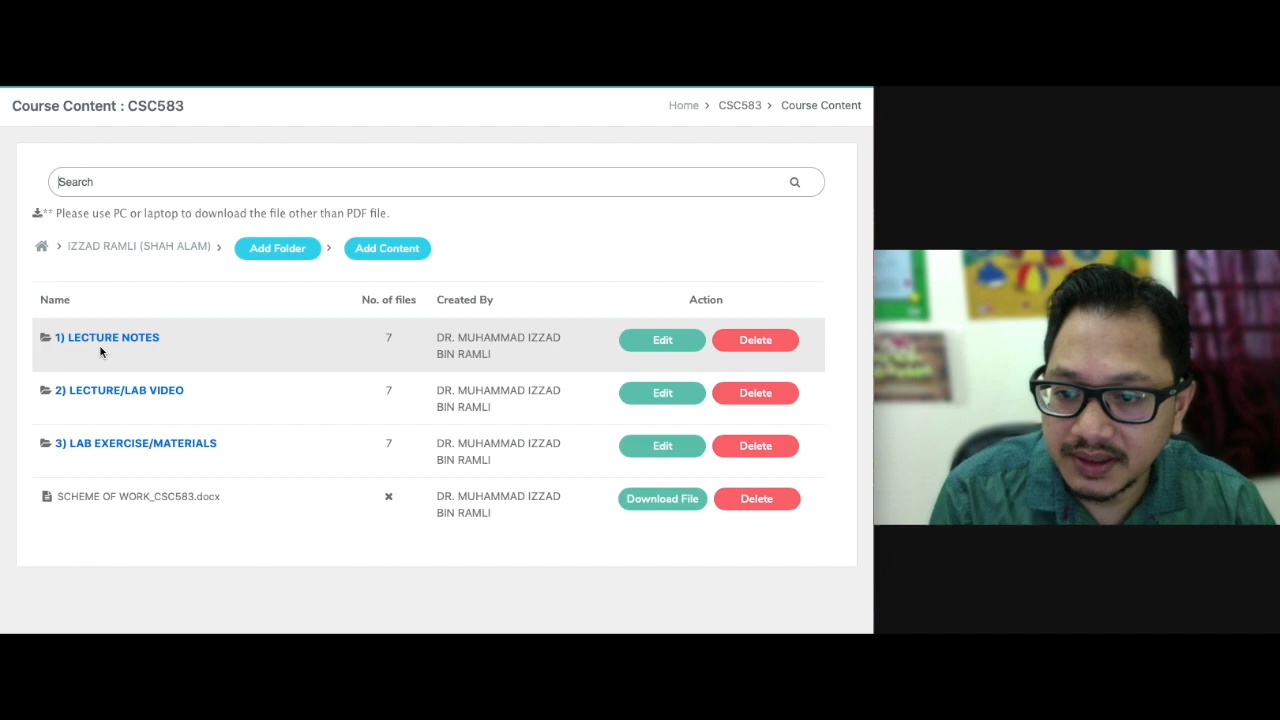 Course Content : CSC583
Home > CSC583 > Course Content
Search
** Please use PC or laptop to download the file other than PDF file.
> IZZAD RAMLI (SHAH ALAM) > Add Folder > Add Content
Name No. of files Created By Action
1) LECTURE NOTES 7 DR. MUHAMMAD IZZAD BIN RAMLI Edit Delete
2) LECTURE/LAB VIDEO 7 DR. MUHAMMAD IZZAD BIN RAMLI Edit Delete
3) LAB EXERCISE/MATERIALS 7 DR. MUHAMMAD IZZAD BIN RAMLI Edit Delete
SCHEME OF WORK_CSC583.docx × DR. MUHAMMAD IZZAD BIN RAMLI Download File Delete